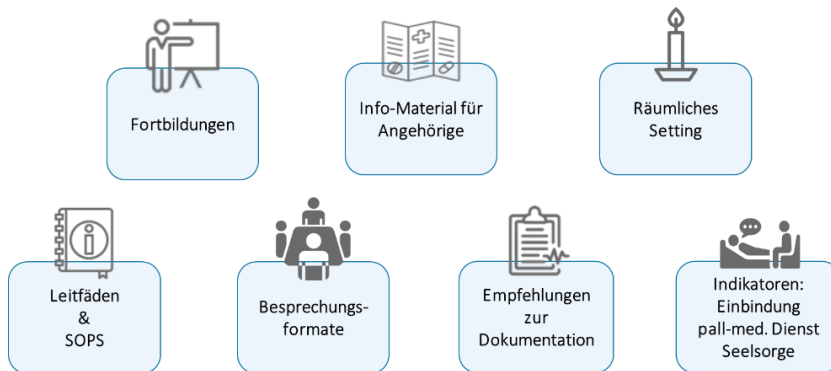 Fortbildungen
Info-Material für
Angehörige
Räumliches
Setting
Leitfäden
&
SOPS
Besprechungs-
formate
Empfehlungen
zur
Dokumentation
Indikatoren:
Einbindung
pall-med. Dienst
Seelsorge